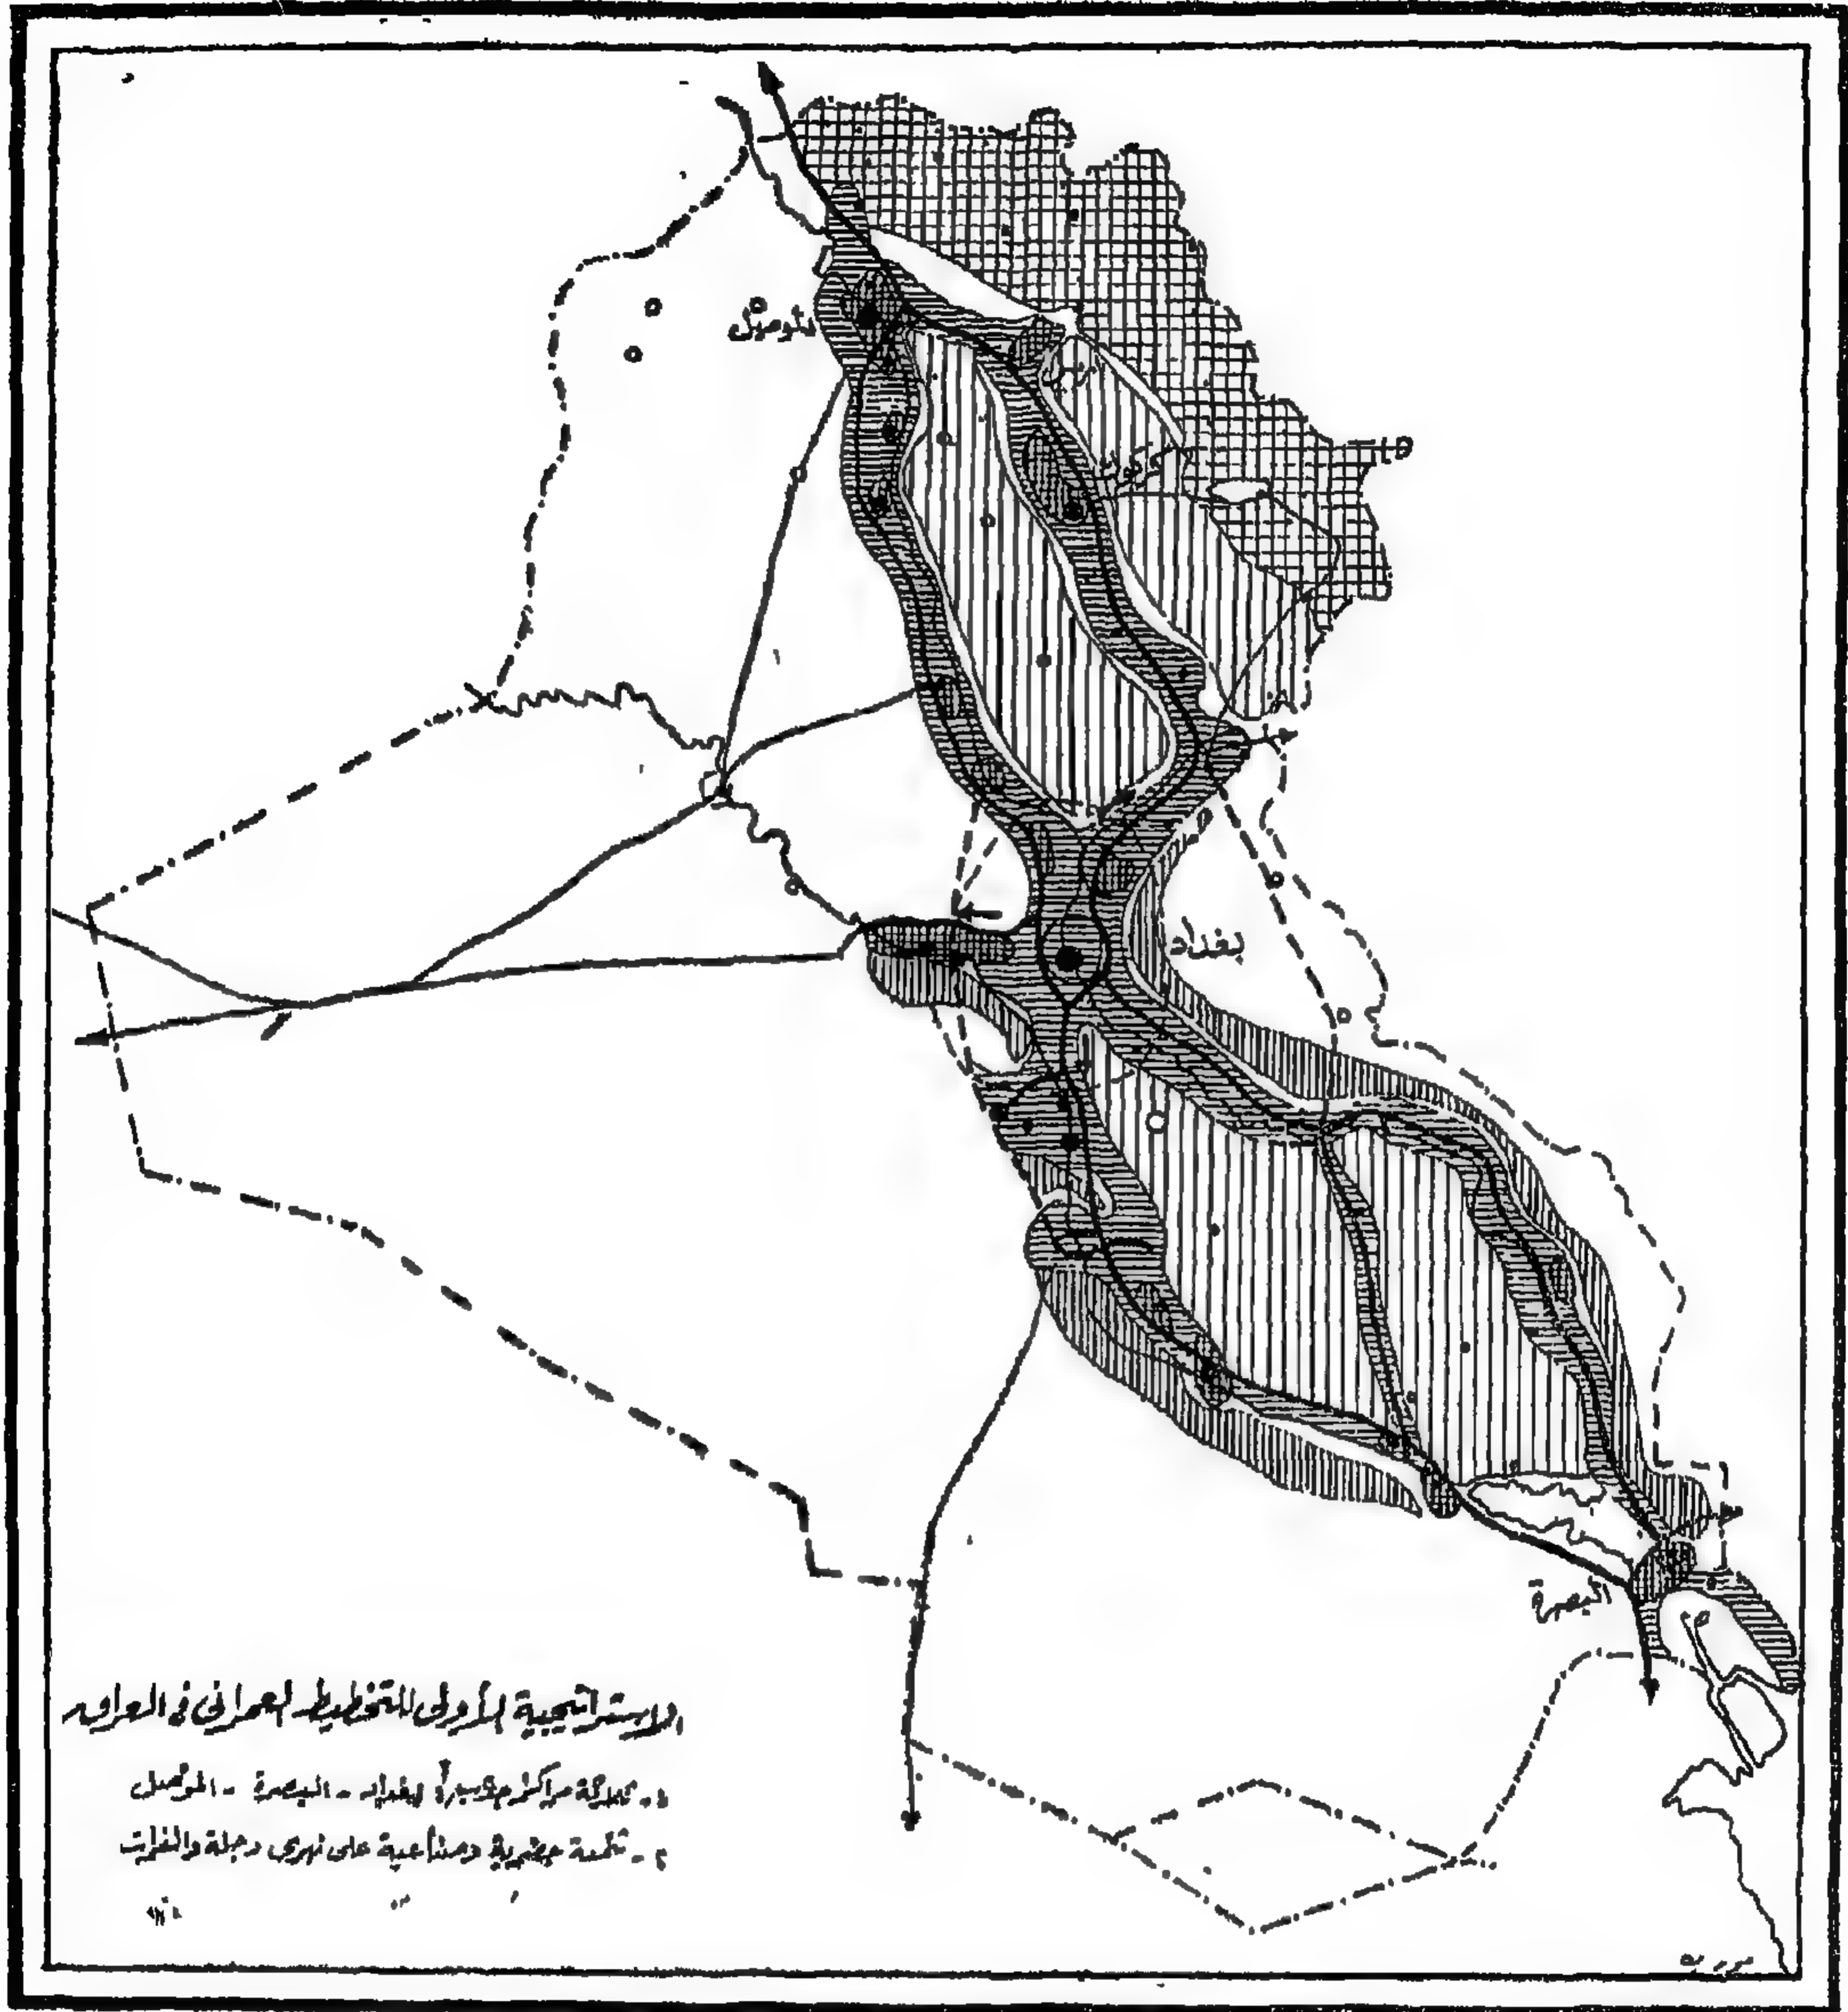 الموصل
كركوك
بغداد
البصرة
الاستراتيجية الأولى للتخطيط العمراني في العراق
١- ثلاثة مراكز بغداد - البصرة - الموصل
٢- تنمية حضرية وصناعية على نهري دجلة والفرات